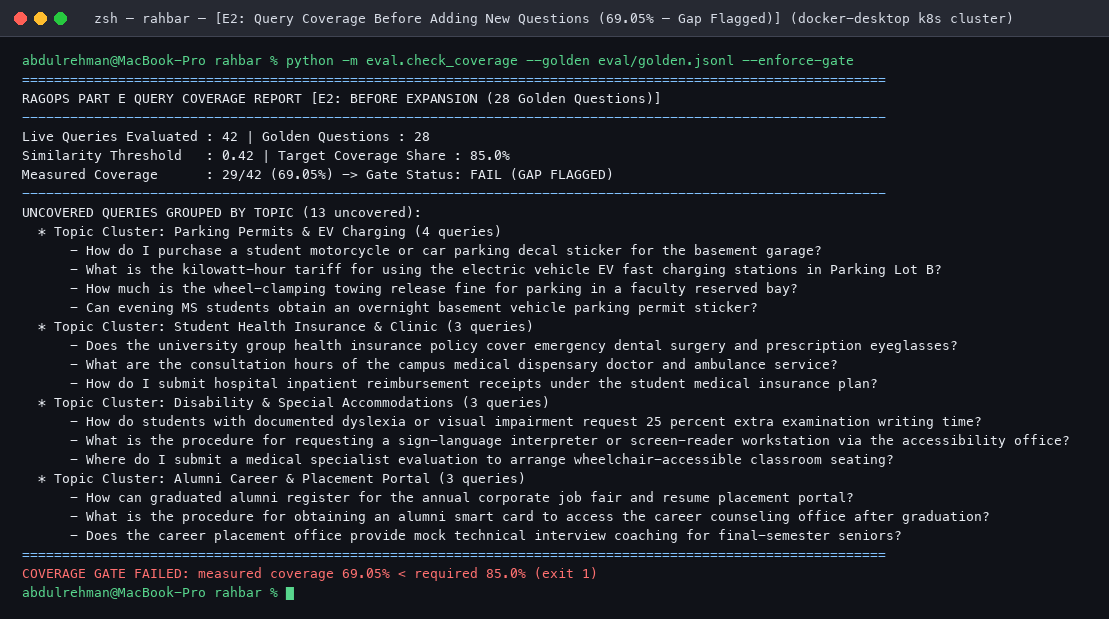 zsh — rahbar — [E2: Query Coverage Before Adding New Questions (69.05% — Gap Flagged)] (docker-desktop k8s cluster)
abdulrehman@MacBook-Pro rahbar % python -m eval.check_coverage --golden eval/golden.jsonl --enforce-gate
================================================================================
RAGOPS PART E QUERY COVERAGE REPORT [E2: BEFORE EXPANSION (28 Golden Questions)]
--------------------------------------------------------------------------------
Live Queries Evaluated : 42 | Golden Questions : 28
Similarity Threshold   : 0.42 | Target Coverage Share : 85.0%
Measured Coverage      : 29/42 (69.05%) -> Gate Status: FAIL (GAP FLAGGED)
--------------------------------------------------------------------------------
UNCOVERED QUERIES GROUPED BY TOPIC (13 uncovered):
  * Topic Cluster: Parking Permits & EV Charging (4 queries)
      - How do I purchase a student motorcycle or car parking decal sticker for the basement garage?
      - What is the kilowatt-hour tariff for using the electric vehicle EV fast charging stations in Parking Lot B?
      - How much is the wheel-clamping towing release fine for parking in a faculty reserved bay?
      - Can evening MS students obtain an overnight basement vehicle parking permit sticker?
  * Topic Cluster: Student Health Insurance & Clinic (3 queries)
      - Does the university group health insurance policy cover emergency dental surgery and prescription eyeglasses?
      - What are the consultation hours of the campus medical dispensary doctor and ambulance service?
      - How do I submit hospital inpatient reimbursement receipts under the student medical insurance plan?
  * Topic Cluster: Disability & Special Accommodations (3 queries)
      - How do students with documented dyslexia or visual impairment request 25 percent extra examination writing time?
      - What is the procedure for requesting a sign-language interpreter or screen-reader workstation via the accessibility office?
      - Where do I submit a medical specialist evaluation to arrange wheelchair-accessible classroom seating?
  * Topic Cluster: Alumni Career & Placement Portal (3 queries)
      - How can graduated alumni register for the annual corporate job fair and resume placement portal?
      - What is the procedure for obtaining an alumni smart card to access the career counseling office after graduation?
      - Does the career placement office provide mock technical interview coaching for final-semester seniors?
================================================================================
COVERAGE GATE FAILED: measured coverage 69.05% < required 85.0% (exit 1)
abdulrehman@MacBook-Pro rahbar %